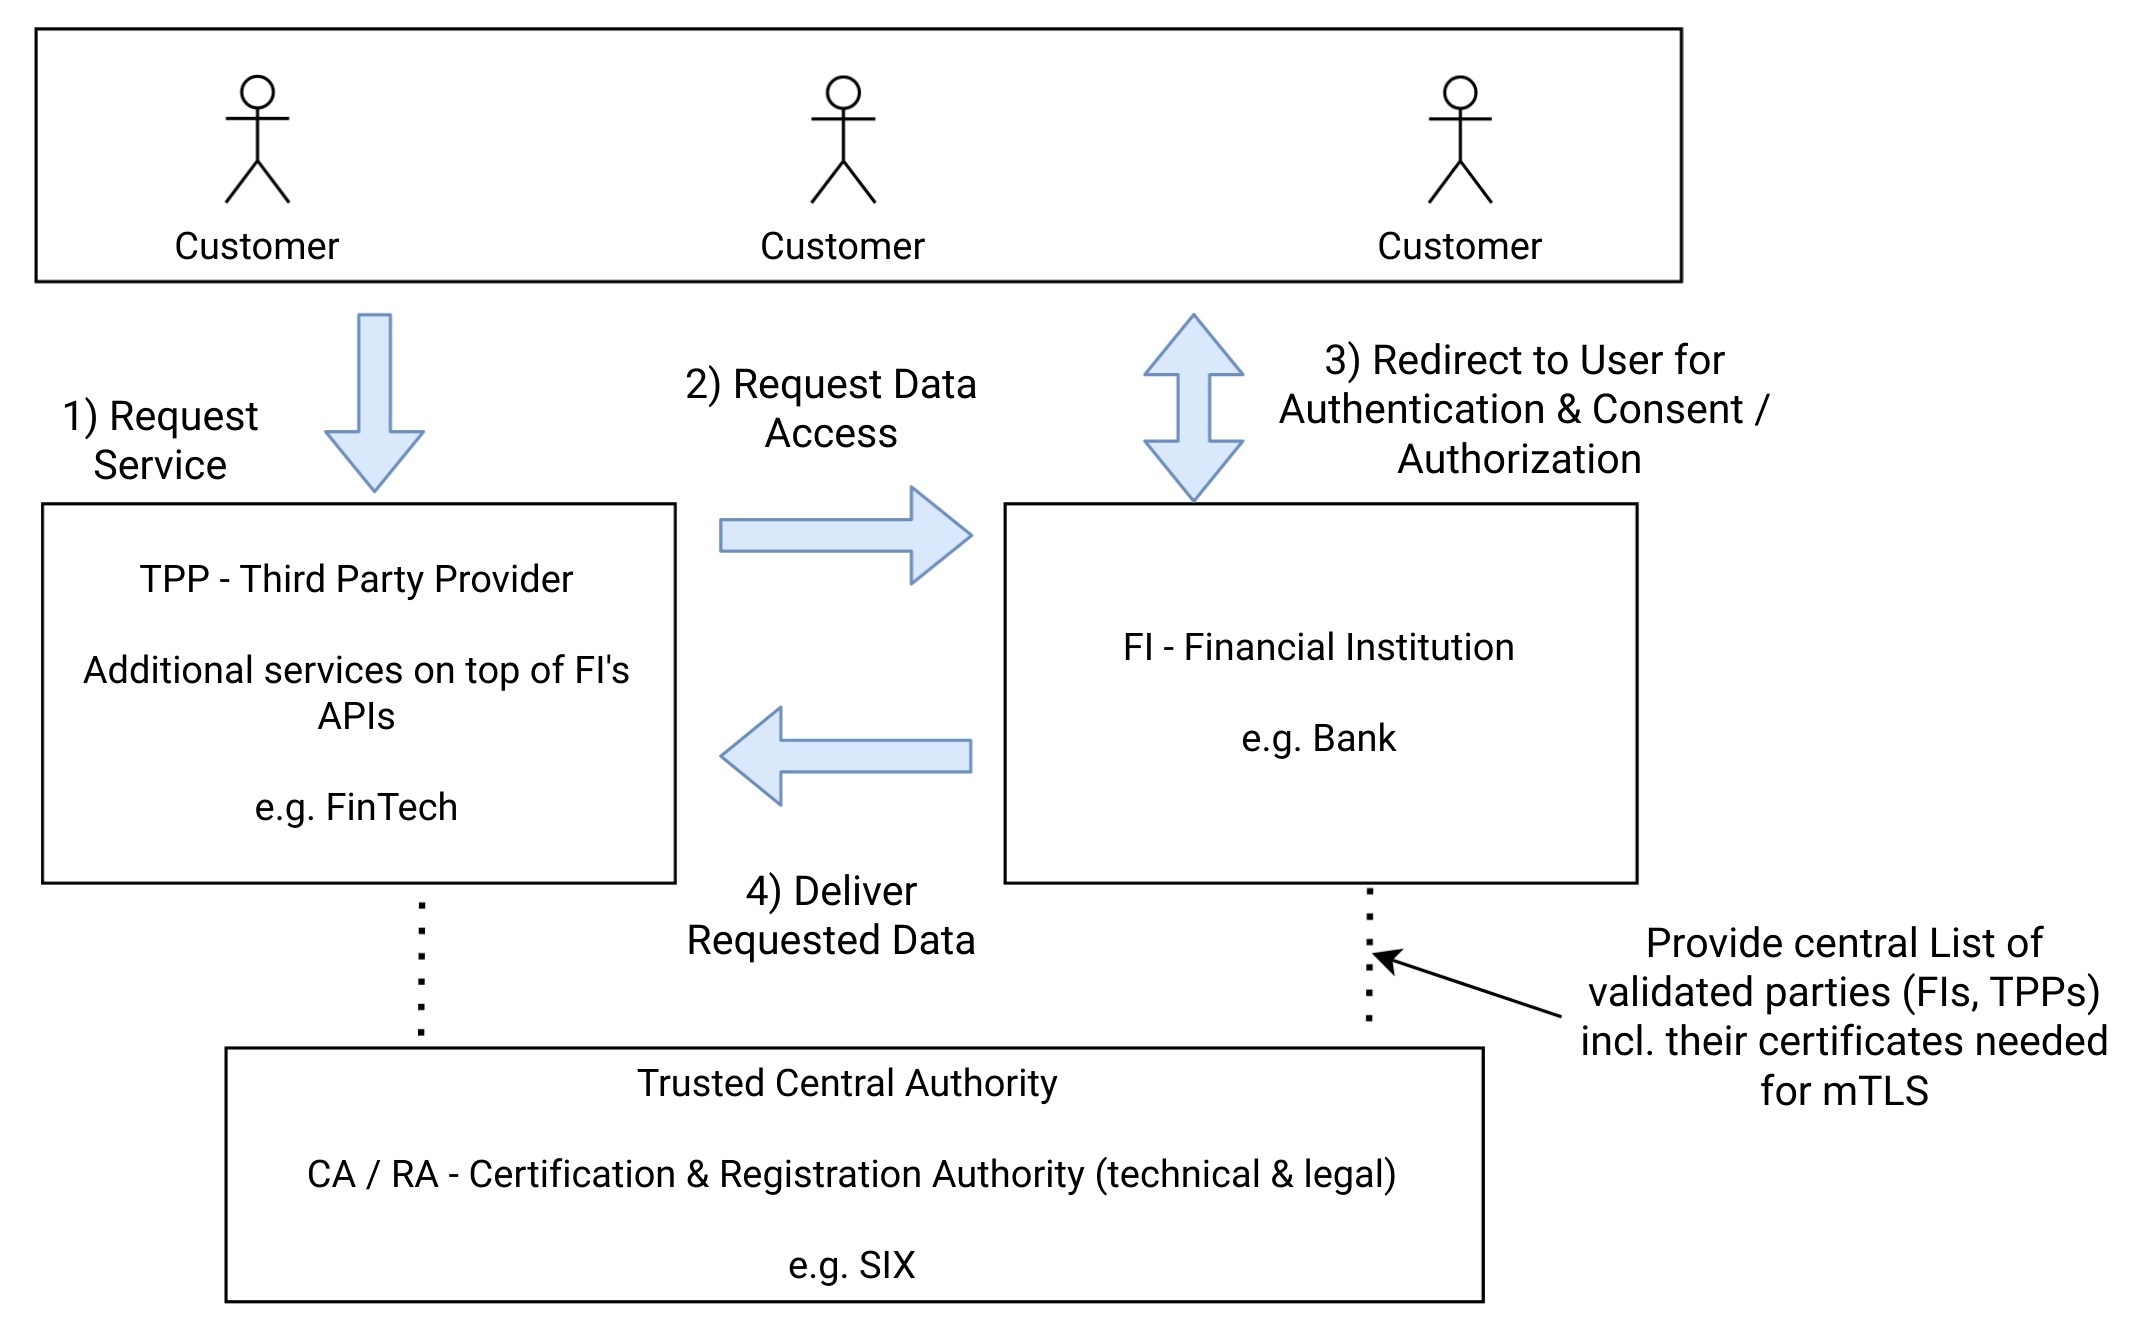 Customer
Customer
Customer
1) Request
Service
2) Request Data
Access
3) Redirect to User for
Authentication & Consent /
Authorization
TPP - Third Party Provider
Additional services on top of FI's
APIs
e.g. FinTech
FI - Financial Institution
e.g. Bank
4) Deliver
Requested Data
Provide central List of
validated parties (FIs, TPPs)
incl. their certificates needed
for mTLS
Trusted Central Authority
CA / RA - Certification & Registration Authority (technical & legal)
e.g. SIX